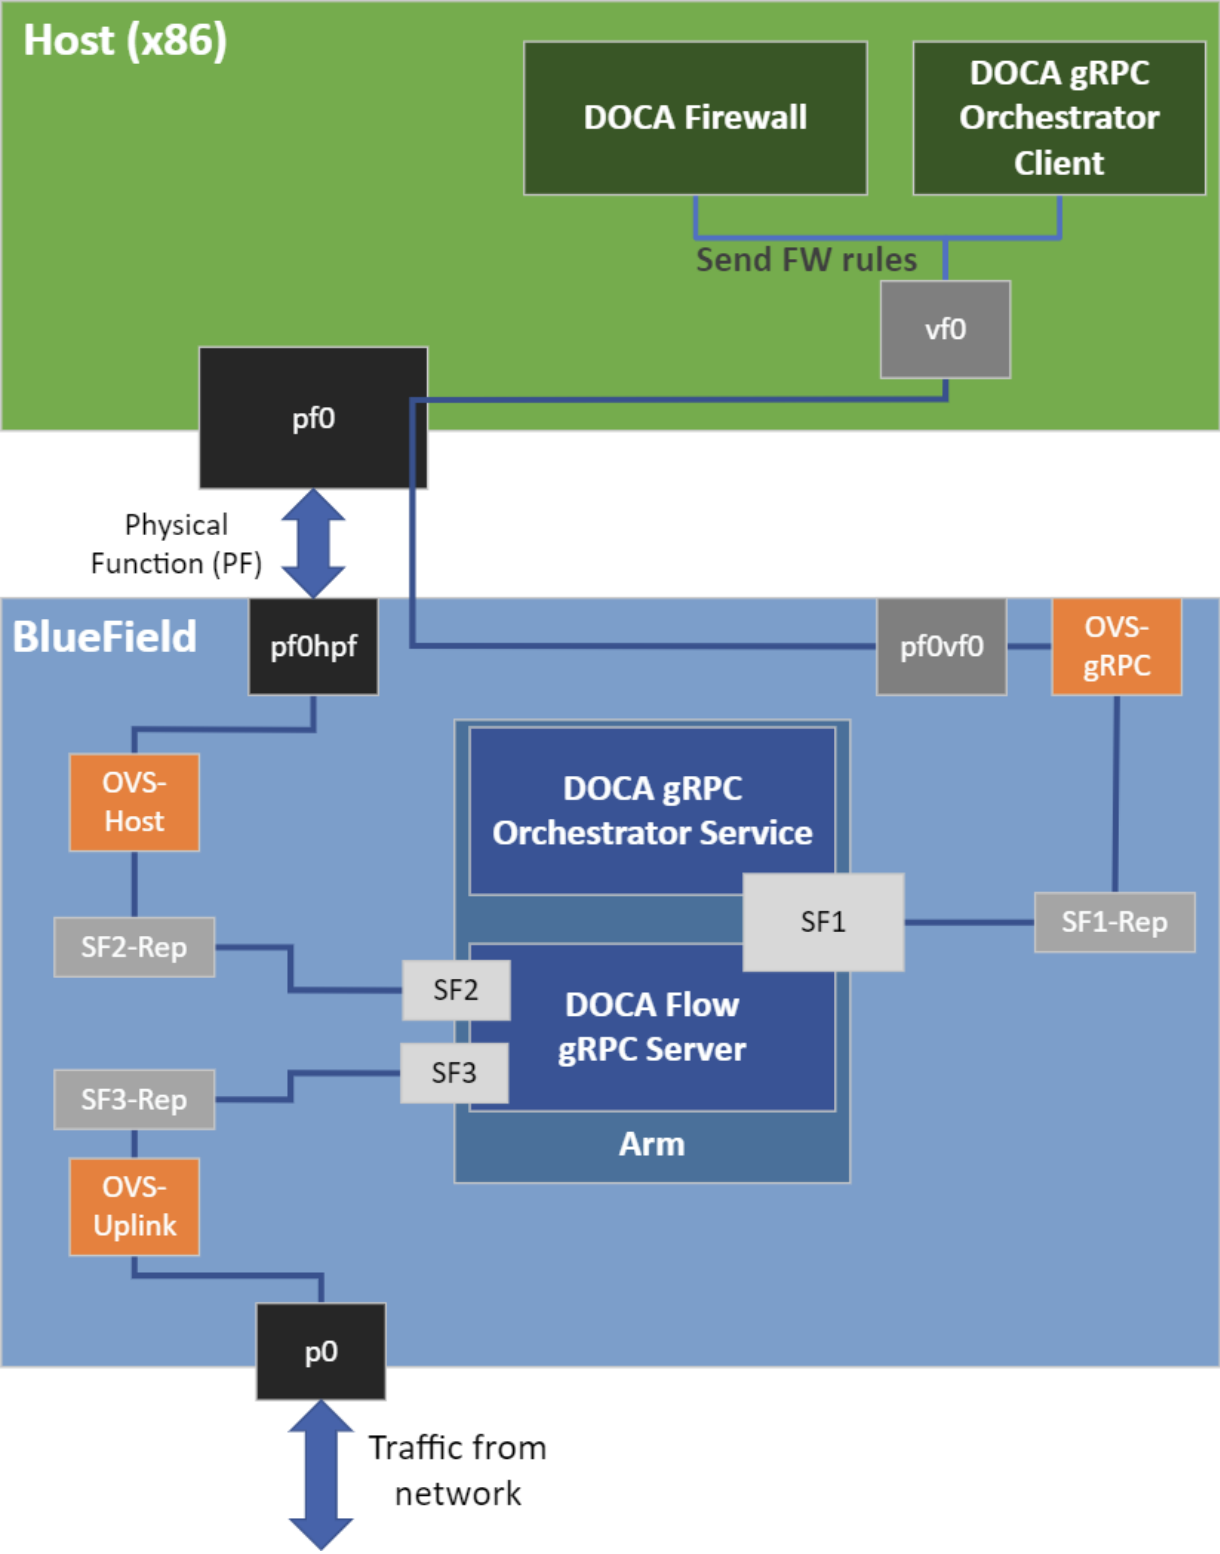 Host (x86)
DOCA Firewall
DOCA gRPC
Orchestrator
Client
Send FW rules
vf0
pf0
Physical
Function (PF)
BlueField
pf0hpf
pf0vf0
OVS-
gRPC
OVS-
Host
DOCA gRPC
Orchestrator Service
SF1
SF1-Rep
SF2-Rep
SF2
DOCA Flow
gRPC Server
SF3
SF3-Rep
Arm
OVS-
Uplink
p0
Traffic from
network